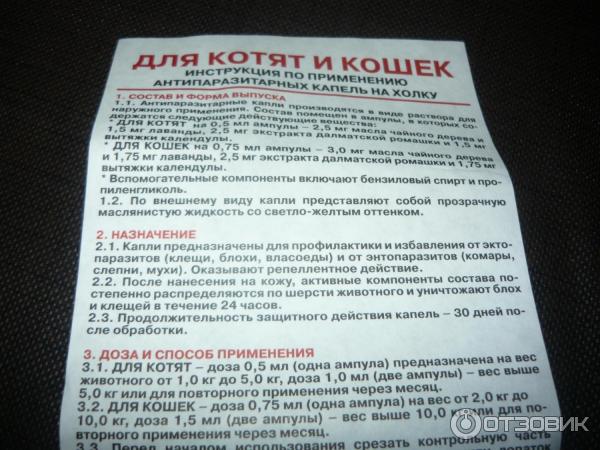 ДЛЯ КОТЯТ И КОШЕК
ИНСТРУКЦИЯ ПО ПРИМЕНЕНИЮ
АНТИПАРАЗИТАРНЫХ КАПЕЛЬ НА ХОЛКУ
1. СОСТАВ И ФОРМА ВЫПУСКА
1.1. Антипаразитарные капли производятся в виде раствора для
наружного применения. Состав помещен в ампулы, в которых со-
держатся следующие действующие вещества:
* ДЛЯ КОТЯТ на 0,5 мл ампулы – 2,5 мг масла чайного дерева и
1,5 мг лаванды, 2,5 мг экстракта далматской ромашки и 1,5 мг
вытяжки календулы.
* ДЛЯ КОШЕК на 0,75 мл ампулы – 3,0 мг масла чайного дерева
и 1,75 мг лаванды, 2,5 мг экстракта далматской ромашки и 1,75 мг
вытяжки календулы.
* Вспомогательные компоненты включают бензиловый спирт и про-
пиленгликоль.
1.2. По внешнему виду капли представляют собой прозрачную
маслянистую жидкость со светло-желтым оттенком.
2. НАЗНАЧЕНИЕ
2.1. Капли предназначены для профилактики и избавления от экто-
паразитов (клещи, блохи, власоеды) и от энтопаразитов (комары,
слепни, мухи). Оказывают репеллентное действие.
2.2. После нанесения на кожу, активные компоненты состава по-
степенно распределяются по шерсти животного и уничтожают блох
и клещей в течение 24 часов.
2.3. Продолжительность защитного действия капель – 30 дней по-
сле обработки.
3. ДОЗА И СПОСОБ ПРИМЕНЕНИЯ
3.1. ДЛЯ КОТЯТ – доза 0,5 мл (одна ампула) предназначена на вес
животного от 1,0 кг до 5,0 кг, доза 1,0 мл (две ампулы) – вес выше
5,0 кг или для повторного применения через месяц.
3.2. ДЛЯ КОШЕК – доза 0,75 мл (одна ампула) на вес от 2,0 кг до
10,0 кг, доза 1,5 мл (две ампулы) – вес выше 10,0 кг или для по-
вторного применения через месяц.
3.3. Перед началом использования срезать контрольную часть
ОТЗОВИК